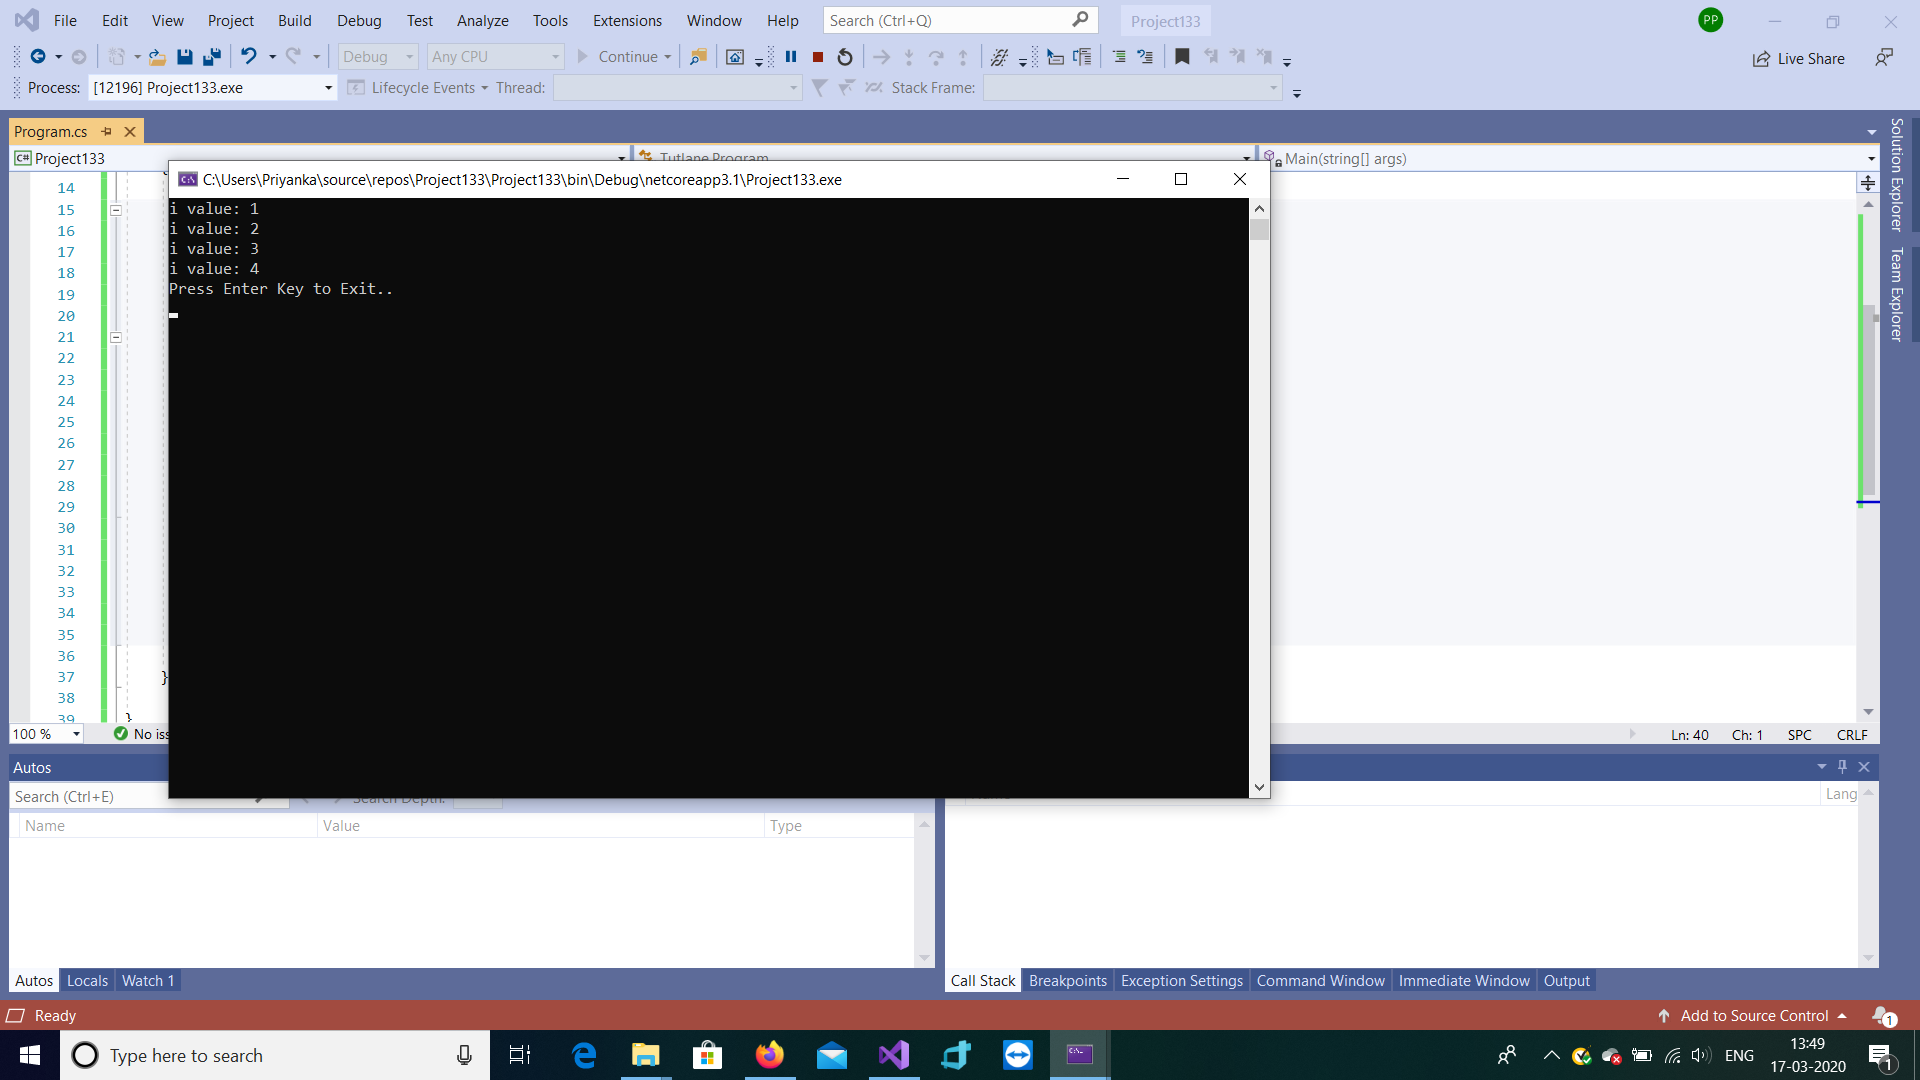 File Edit View Project Build Debug Test Analyze Tools Extensions Window Help Search (Ctrl+Q) Project133 PP
Debug Any CPU Continue Live Share
Process: [12196] Project133.exe Lifecycle Events Thread: Stack Frame:
Program.cs
C# Project133 Tutlane.Program Main(string[] args)
C:\Users\Priyanka\source\repos\Project133\Project133\bin\Debug\netcoreapp3.1\Project133.exe
i value: 1
i value: 2
i value: 3
i value: 4
Press Enter Key to Exit..
14
15
16
17
18
19
20
21
22
23
24
25
26
27
28
29
30
31
32
33
34
35
36
37 }
38
39 }
Solution Explorer
Team Explorer
100 % No iss Ln: 40 Ch: 1 SPC CRLF
Autos
Search (Ctrl+E) Search Depth: Lang
Name Value Type
Autos Locals Watch 1 Call Stack Breakpoints Exception Settings Command Window Immediate Window Output
Ready Add to Source Control 1
Type here to search ENG 13:49
17-03-2020 1